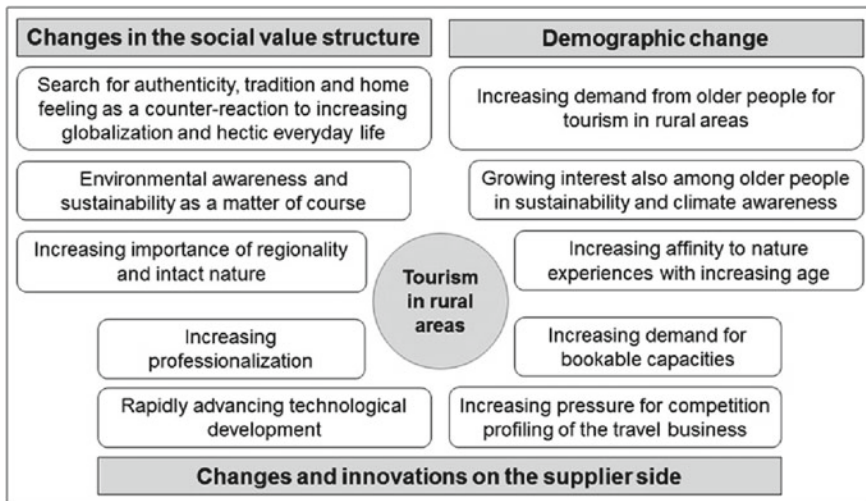 Changes in the social value structure
Search for authenticity, tradition and home
feeling as a counter-reaction to increasing
globalization and hectic everyday life
Environmental awareness and
sustainability as a matter of course
Increasing importance of regionality
and intact nature
Demographic change
Increasing demand from older people for
tourism in rural areas
Growing interest also among older people
in sustainability and climate awareness
Increasing affinity to nature
experiences with increasing age
Tourism
in rural
areas
Increasing
professionalization
Increasing demand for
bookable capacities
Rapidly advancing technological
development
Increasing pressure for competition
profiling of the travel business
Changes and innovations on the supplier side